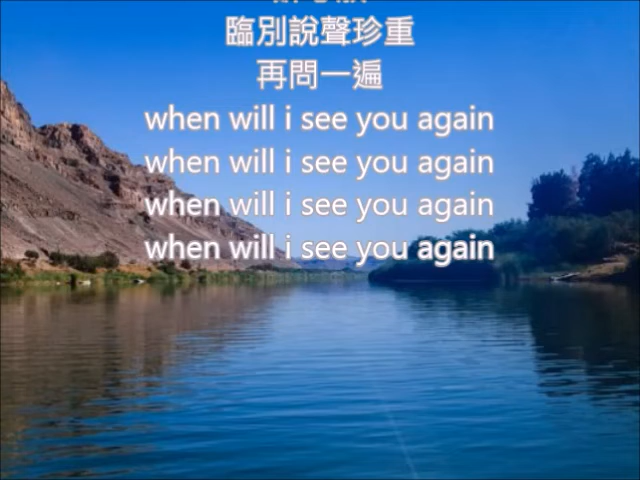 臨別說聲珍重
再問一遍
when will i see you again
when will i see you again
when will i see you again
when will i see you again